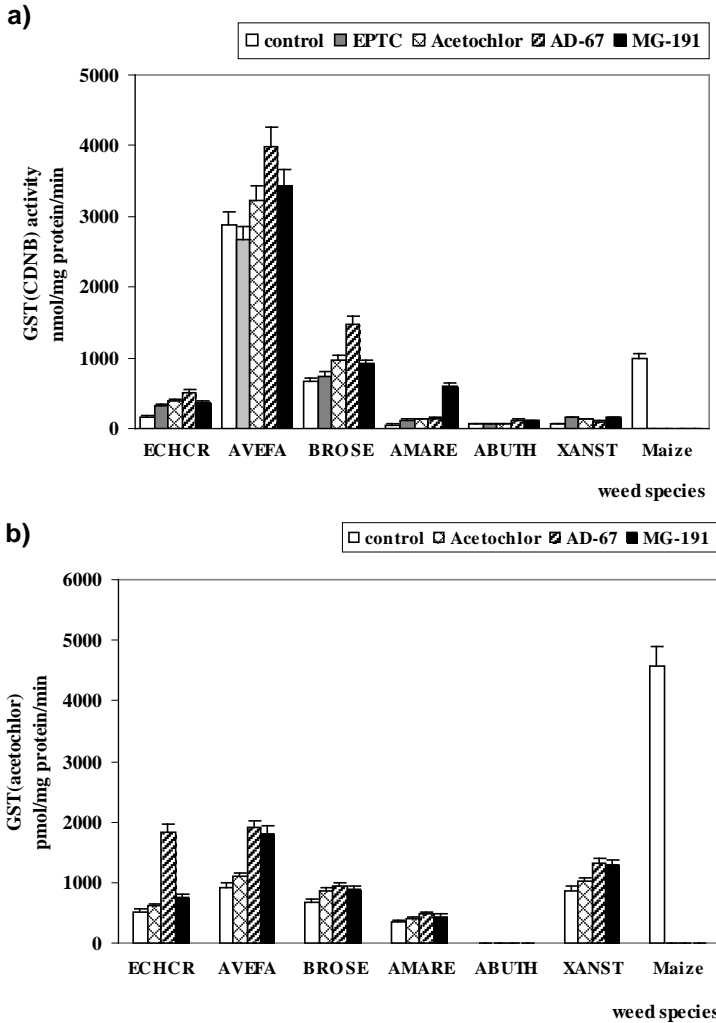 a)
control EPTC Acetochlor AD-67 MG-191
GST(CDNB) activity
nmol/mg protein/min
5000
4000
3000
2000
1000
0
ECHCR AVEFA BROSE AMARE ABUTH XANST Maize
weed species
b)
control Acetochlor AD-67 MG-191
GST(acetochlor)
pmol/mg protein/min
6000
5000
4000
3000
2000
1000
0
ECHCR AVEFA BROSE AMARE ABUTH XANST Maize
weed species